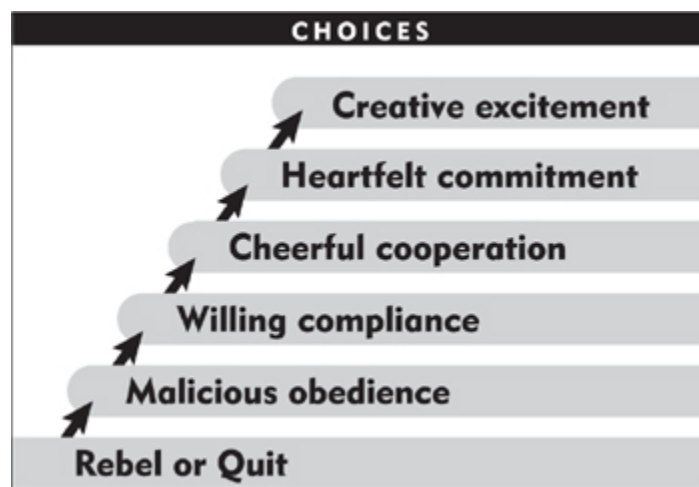 CHOICES
Creative excitement
Heartfelt commitment
Cheerful cooperation
Willing compliance
Malicious obedience
Rebel or Quit